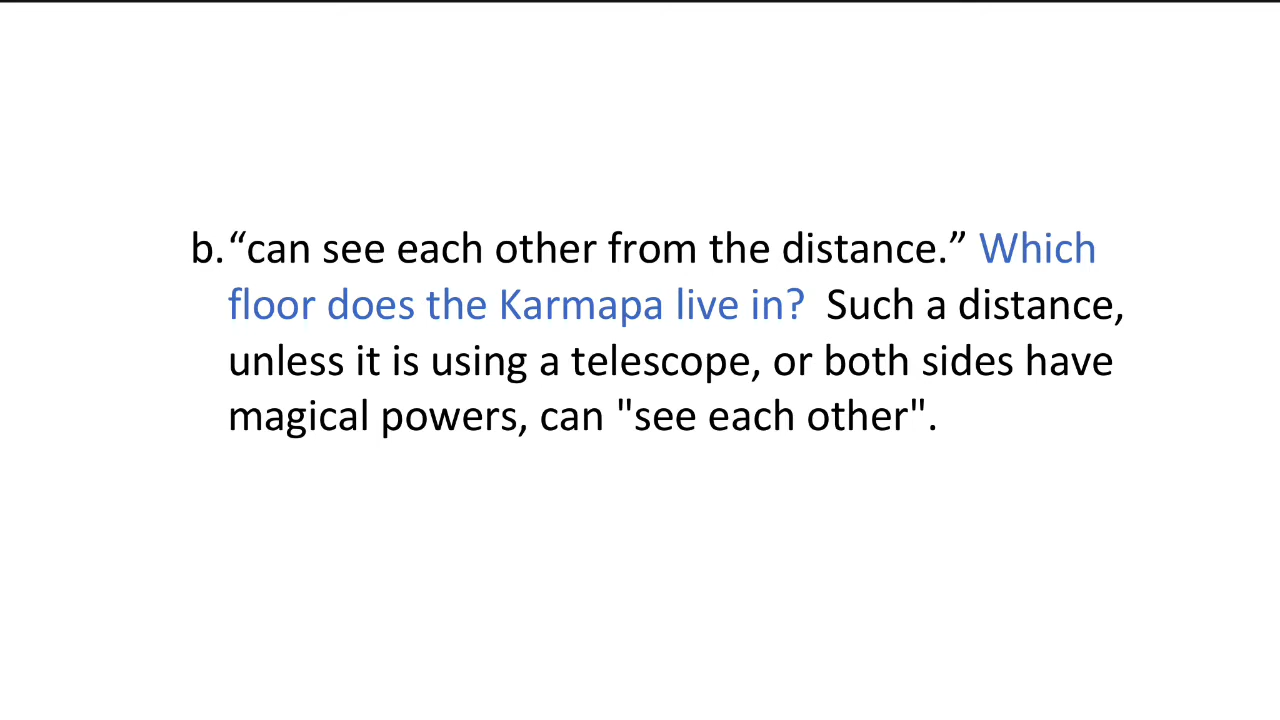 b. “can see each other from the distance.” Which
floor does the Karmapa live in?  Such a distance,
unless it is using a telescope, or both sides have
magical powers, can "see each other".